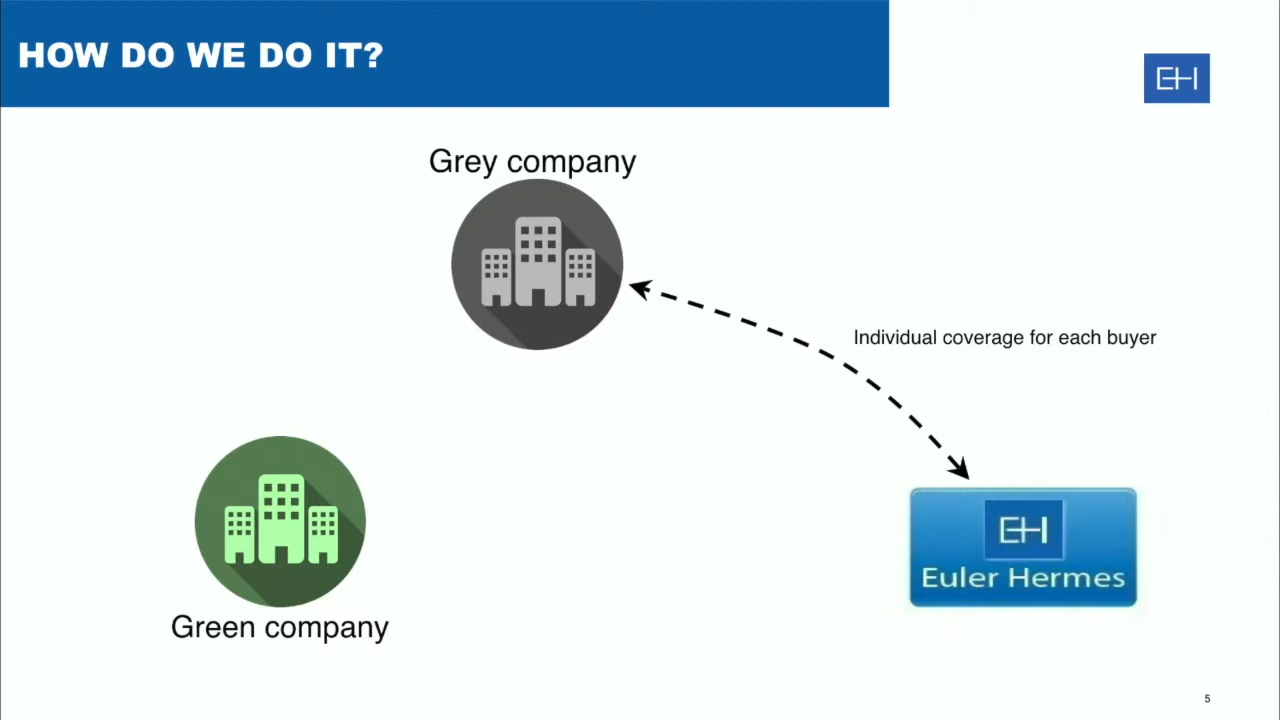 HOW DO WE DO IT?
EH
Grey company
Individual coverage for each buyer
EH
Euler Hermes
Green company
5